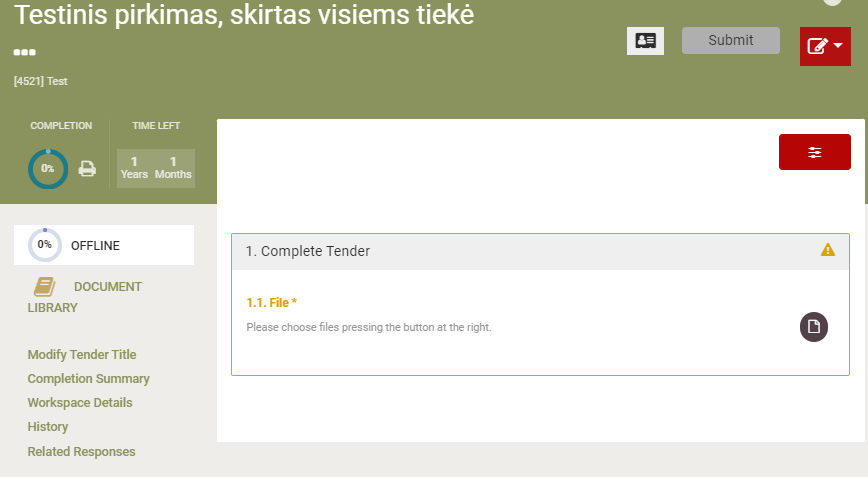 Testinis pirkimas, skirtas visiems tiekė
...
Submit
[4521] Test
COMPLETION
TIME LEFT
0%
1 Years
1 Months
0% OFFLINE
DOCUMENT
LIBRARY
Modify Tender Title
Completion Summary
Workspace Details
History
Related Responses
1. Complete Tender
1.1. File *
Please choose files pressing the button at the right.